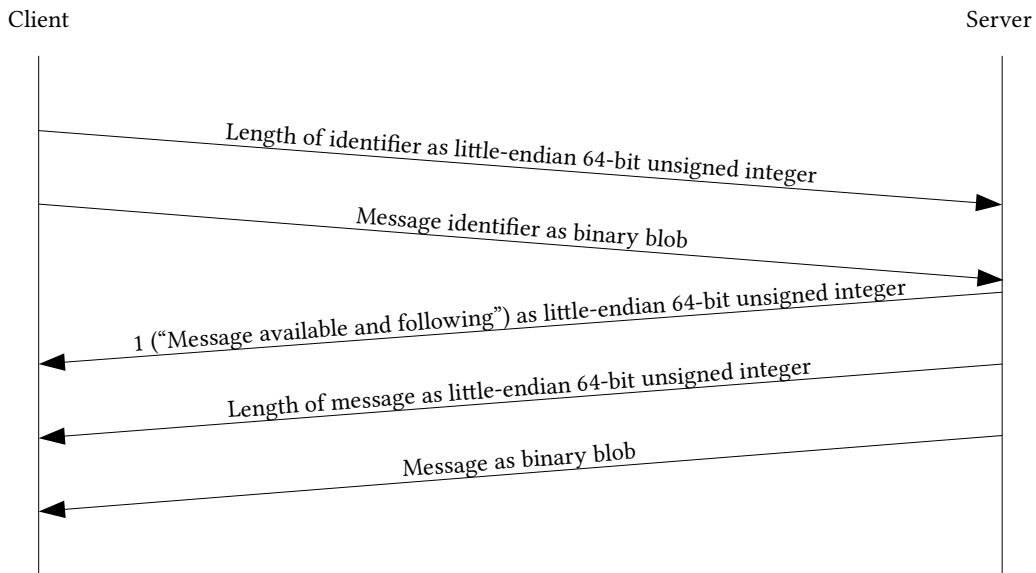 Client
Server
Length of identifier as little-endian 64-bit unsigned integer
Message identifier as binary blob
1 (“Message available and following”) as little-endian 64-bit unsigned integer
Length of message as little-endian 64-bit unsigned integer
Message as binary blob